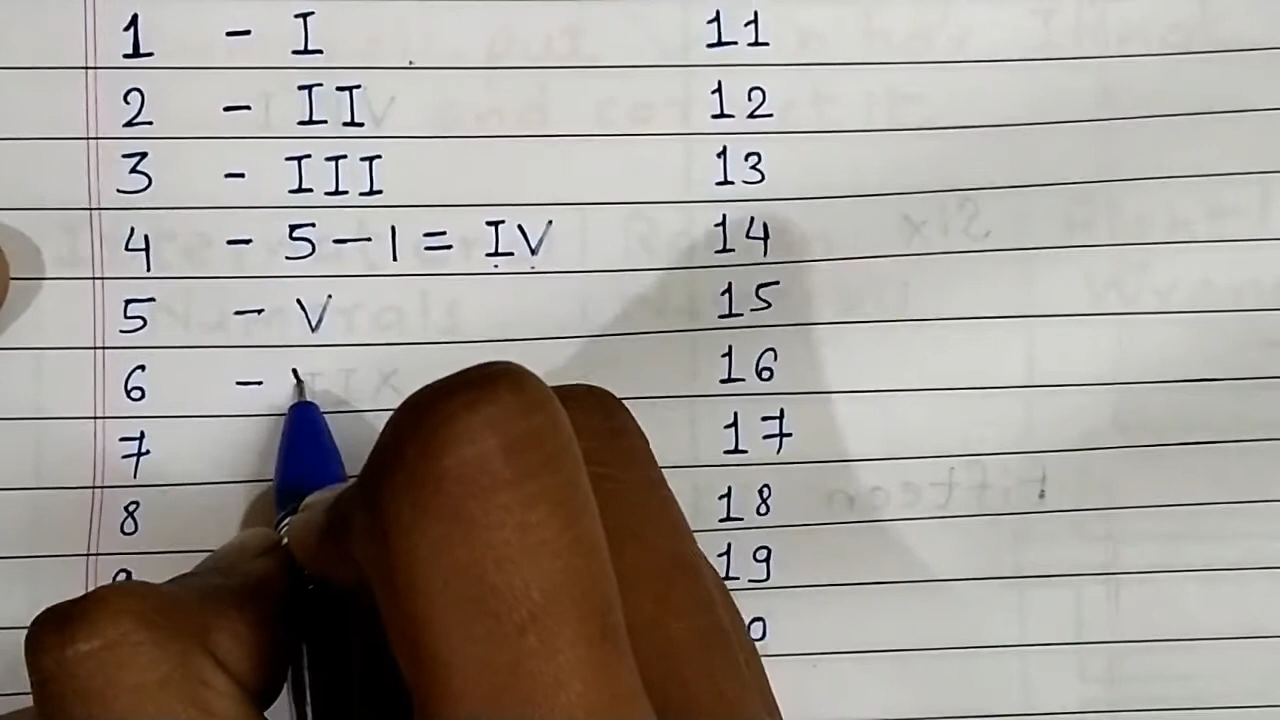 1 - I 11
2 - II 12
3 - III 13
4 - 5-1 = IV 14
5 - V 15
6 - 16
7 17
8 18
19